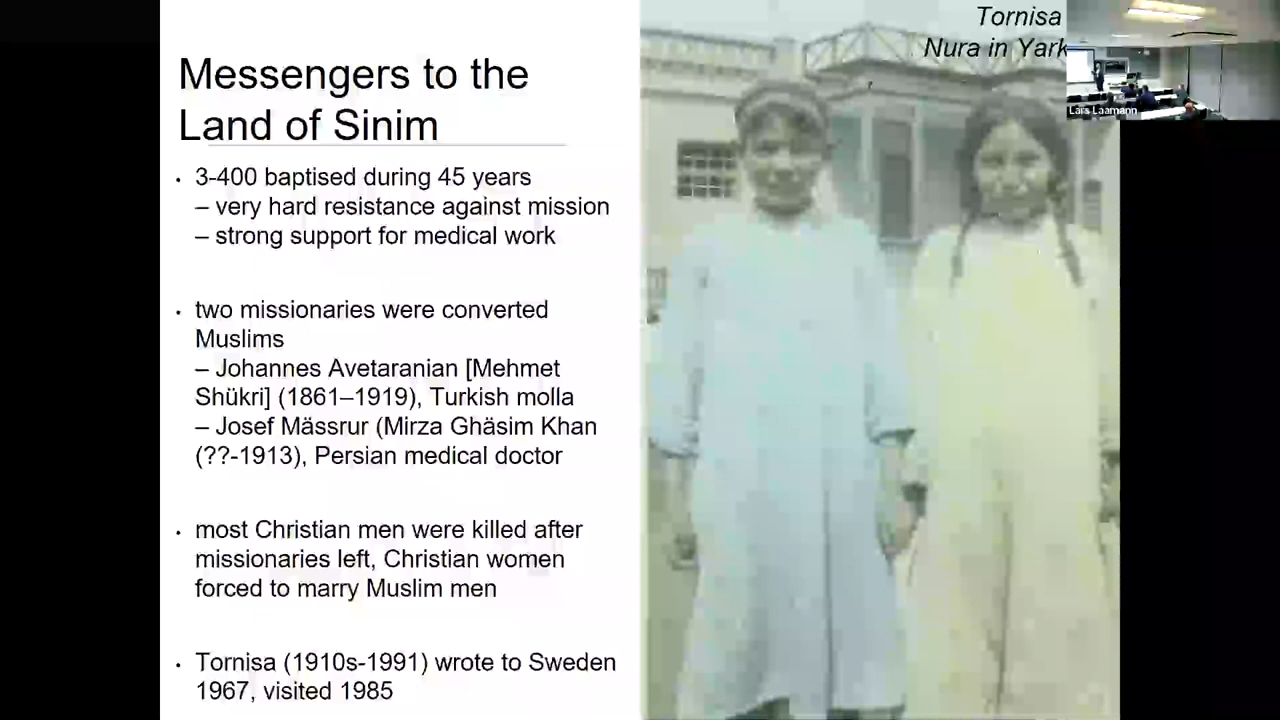 Messengers to the
Land of Sinim
• 3-400 baptised during 45 years
– very hard resistance against mission
– strong support for medical work
• two missionaries were converted
Muslims
– Johannes Avetaranian [Mehmet
Shükri] (1861–1919), Turkish molla
– Josef Mässrur (Mirza Ghäsim Khan
(??-1913), Persian medical doctor
• most Christian men were killed after
missionaries left, Christian women
forced to marry Muslim men
• Tornisa (1910s-1991) wrote to Sweden
1967, visited 1985
Tornisa
Nura in Yark
Lars Laamann